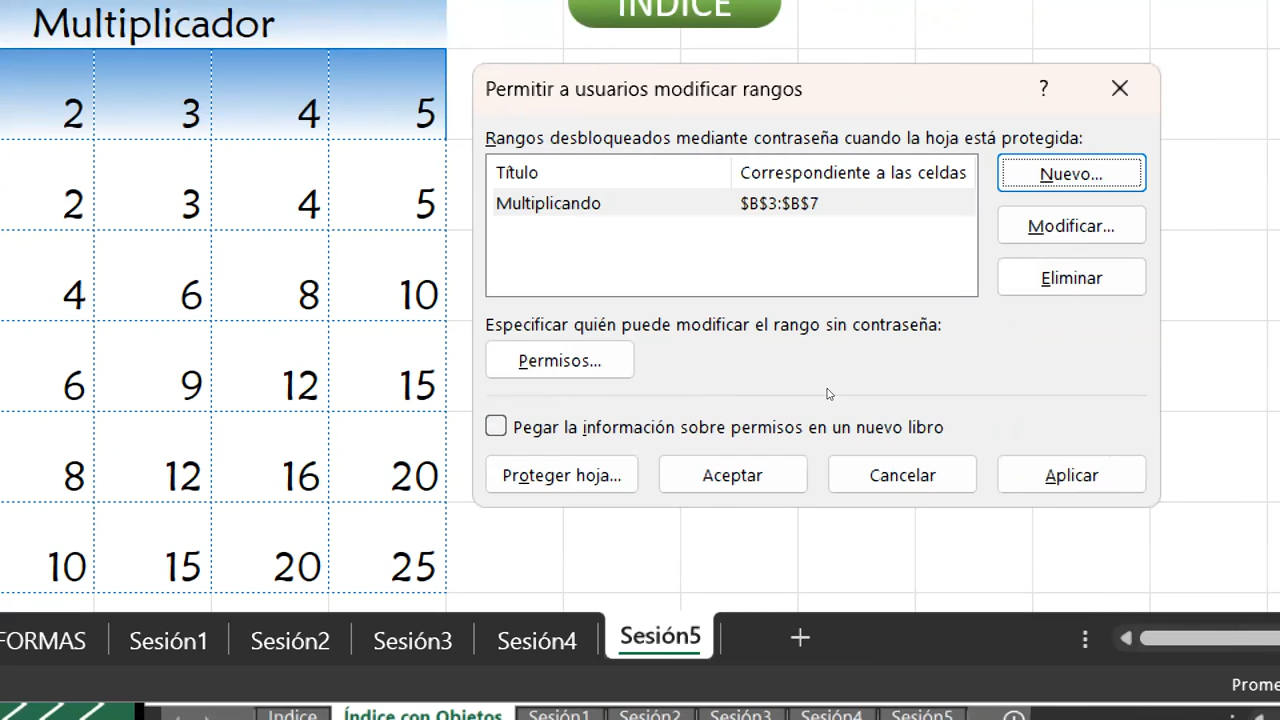 Multiplicador
INDICE
2 3 4 5
2 3 4 5
4 6 8 10
6 9 12 15
8 12 16 20
10 15 20 25
Permitir a usuarios modificar rangos ?
Rangos desbloqueados mediante contraseña cuando la hoja está protegida:
Título Correspondiente a las celdas
Multiplicando $B$3:$B$7
Nuevo...
Modificar...
Eliminar
Especificar quién puede modificar el rango sin contraseña:
Permisos...
Pegar la información sobre permisos en un nuevo libro
Proteger hoja... Aceptar Cancelar Aplicar
FORMAS Sesión1 Sesión2 Sesión3 Sesión4 Sesión5 +
Prome
Indice Índice con Objetos Sesión1 Sesión2 Sesión3 Sesión4 Sesión5